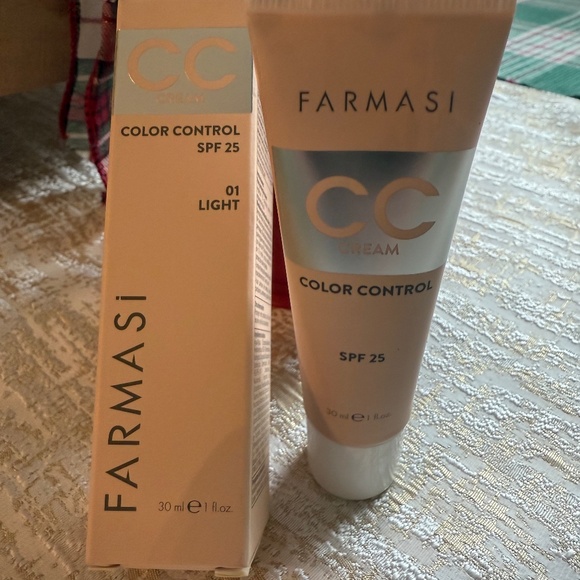 CC
CREAM
COLOR CONTROL
SPF 25
01
LIGHT
FARMASi
30 ml e 1 fl.oz.
FARMASI
CC
CREAM
COLOR CONTROL
SPF 25
30 ml e 1 fl.oz